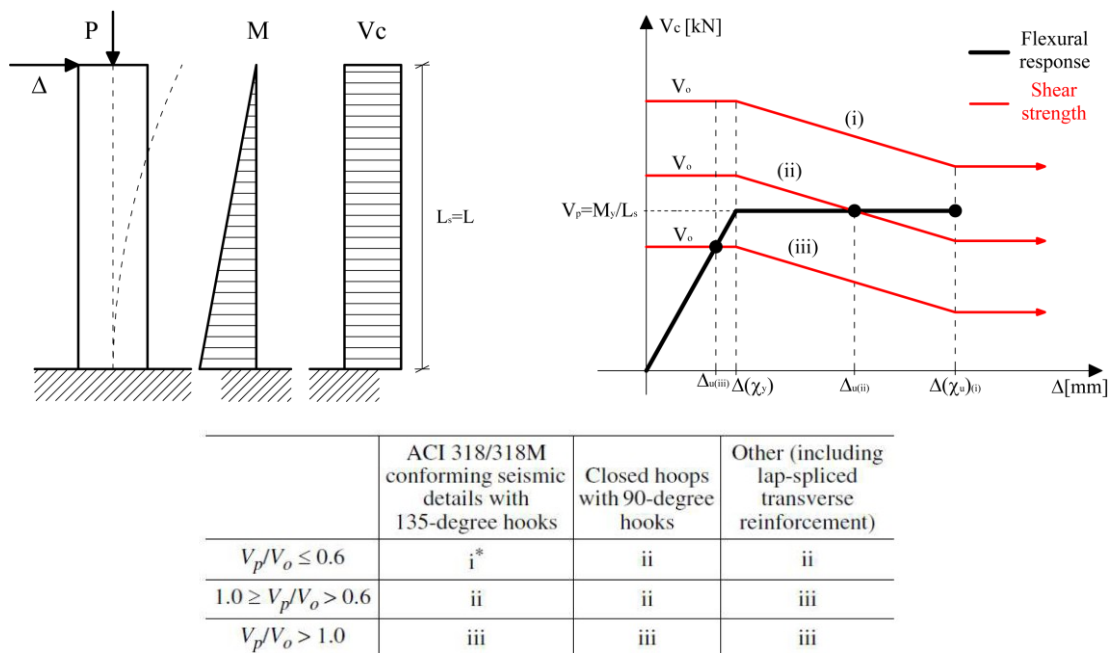 P
M
Vc
Δ
Lₛ=L
V꜀ [kN]
Flexural
response
Shear
strength
Vₒ
(i)
Vₒ
(ii)
Vₚ=Mᵧ/Lₛ
Vₒ
(iii)
Δu(iii)
Δ(χy)
Δu(ii)
Δ(χu)(i)
Δ[mm]
ACI 318/318M
conforming seismic
details with
135-degree hooks
Closed hoops
with 90-degree
hooks
Other (including
lap-spliced
transverse
reinforcement)
Vp/Vo ≤ 0.6
i*
ii
ii
1.0 ≥ Vp/Vo > 0.6
ii
ii
iii
Vp/Vo > 1.0
iii
iii
iii